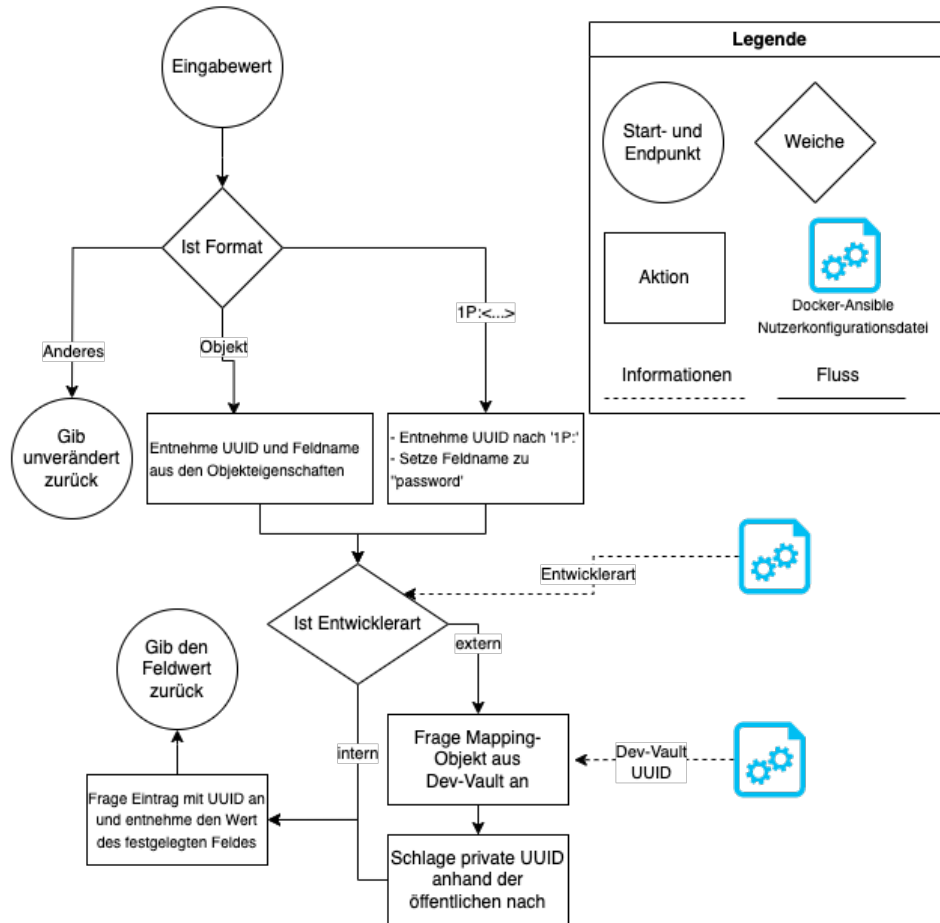 Eingabewert
Ist Format
Anderes
Objekt
1P:<...>
Gib
unverändert
zurück
Entnehme UUID und Feldname
aus den Objekteigenschaften
- Entnehme UUID nach '1P:'
- Setze Feldname zu
"password'
Entwicklerart
Ist Entwicklerart
extern
intern
Gib den
Feldwert
zurück
Frage Mapping-
Objekt aus
Dev-Vault an
Dev-Vault
UUID
Frage Eintrag mit UUID an
und entnehme den Wert
des festgelegten Feldes
Schlage private UUID
anhand der
öffentlichen nach
Legende
Start- und
Endpunkt
Weiche
Aktion
Docker-Ansible
Nutzerkonfigurationsdatei
Informationen
Fluss